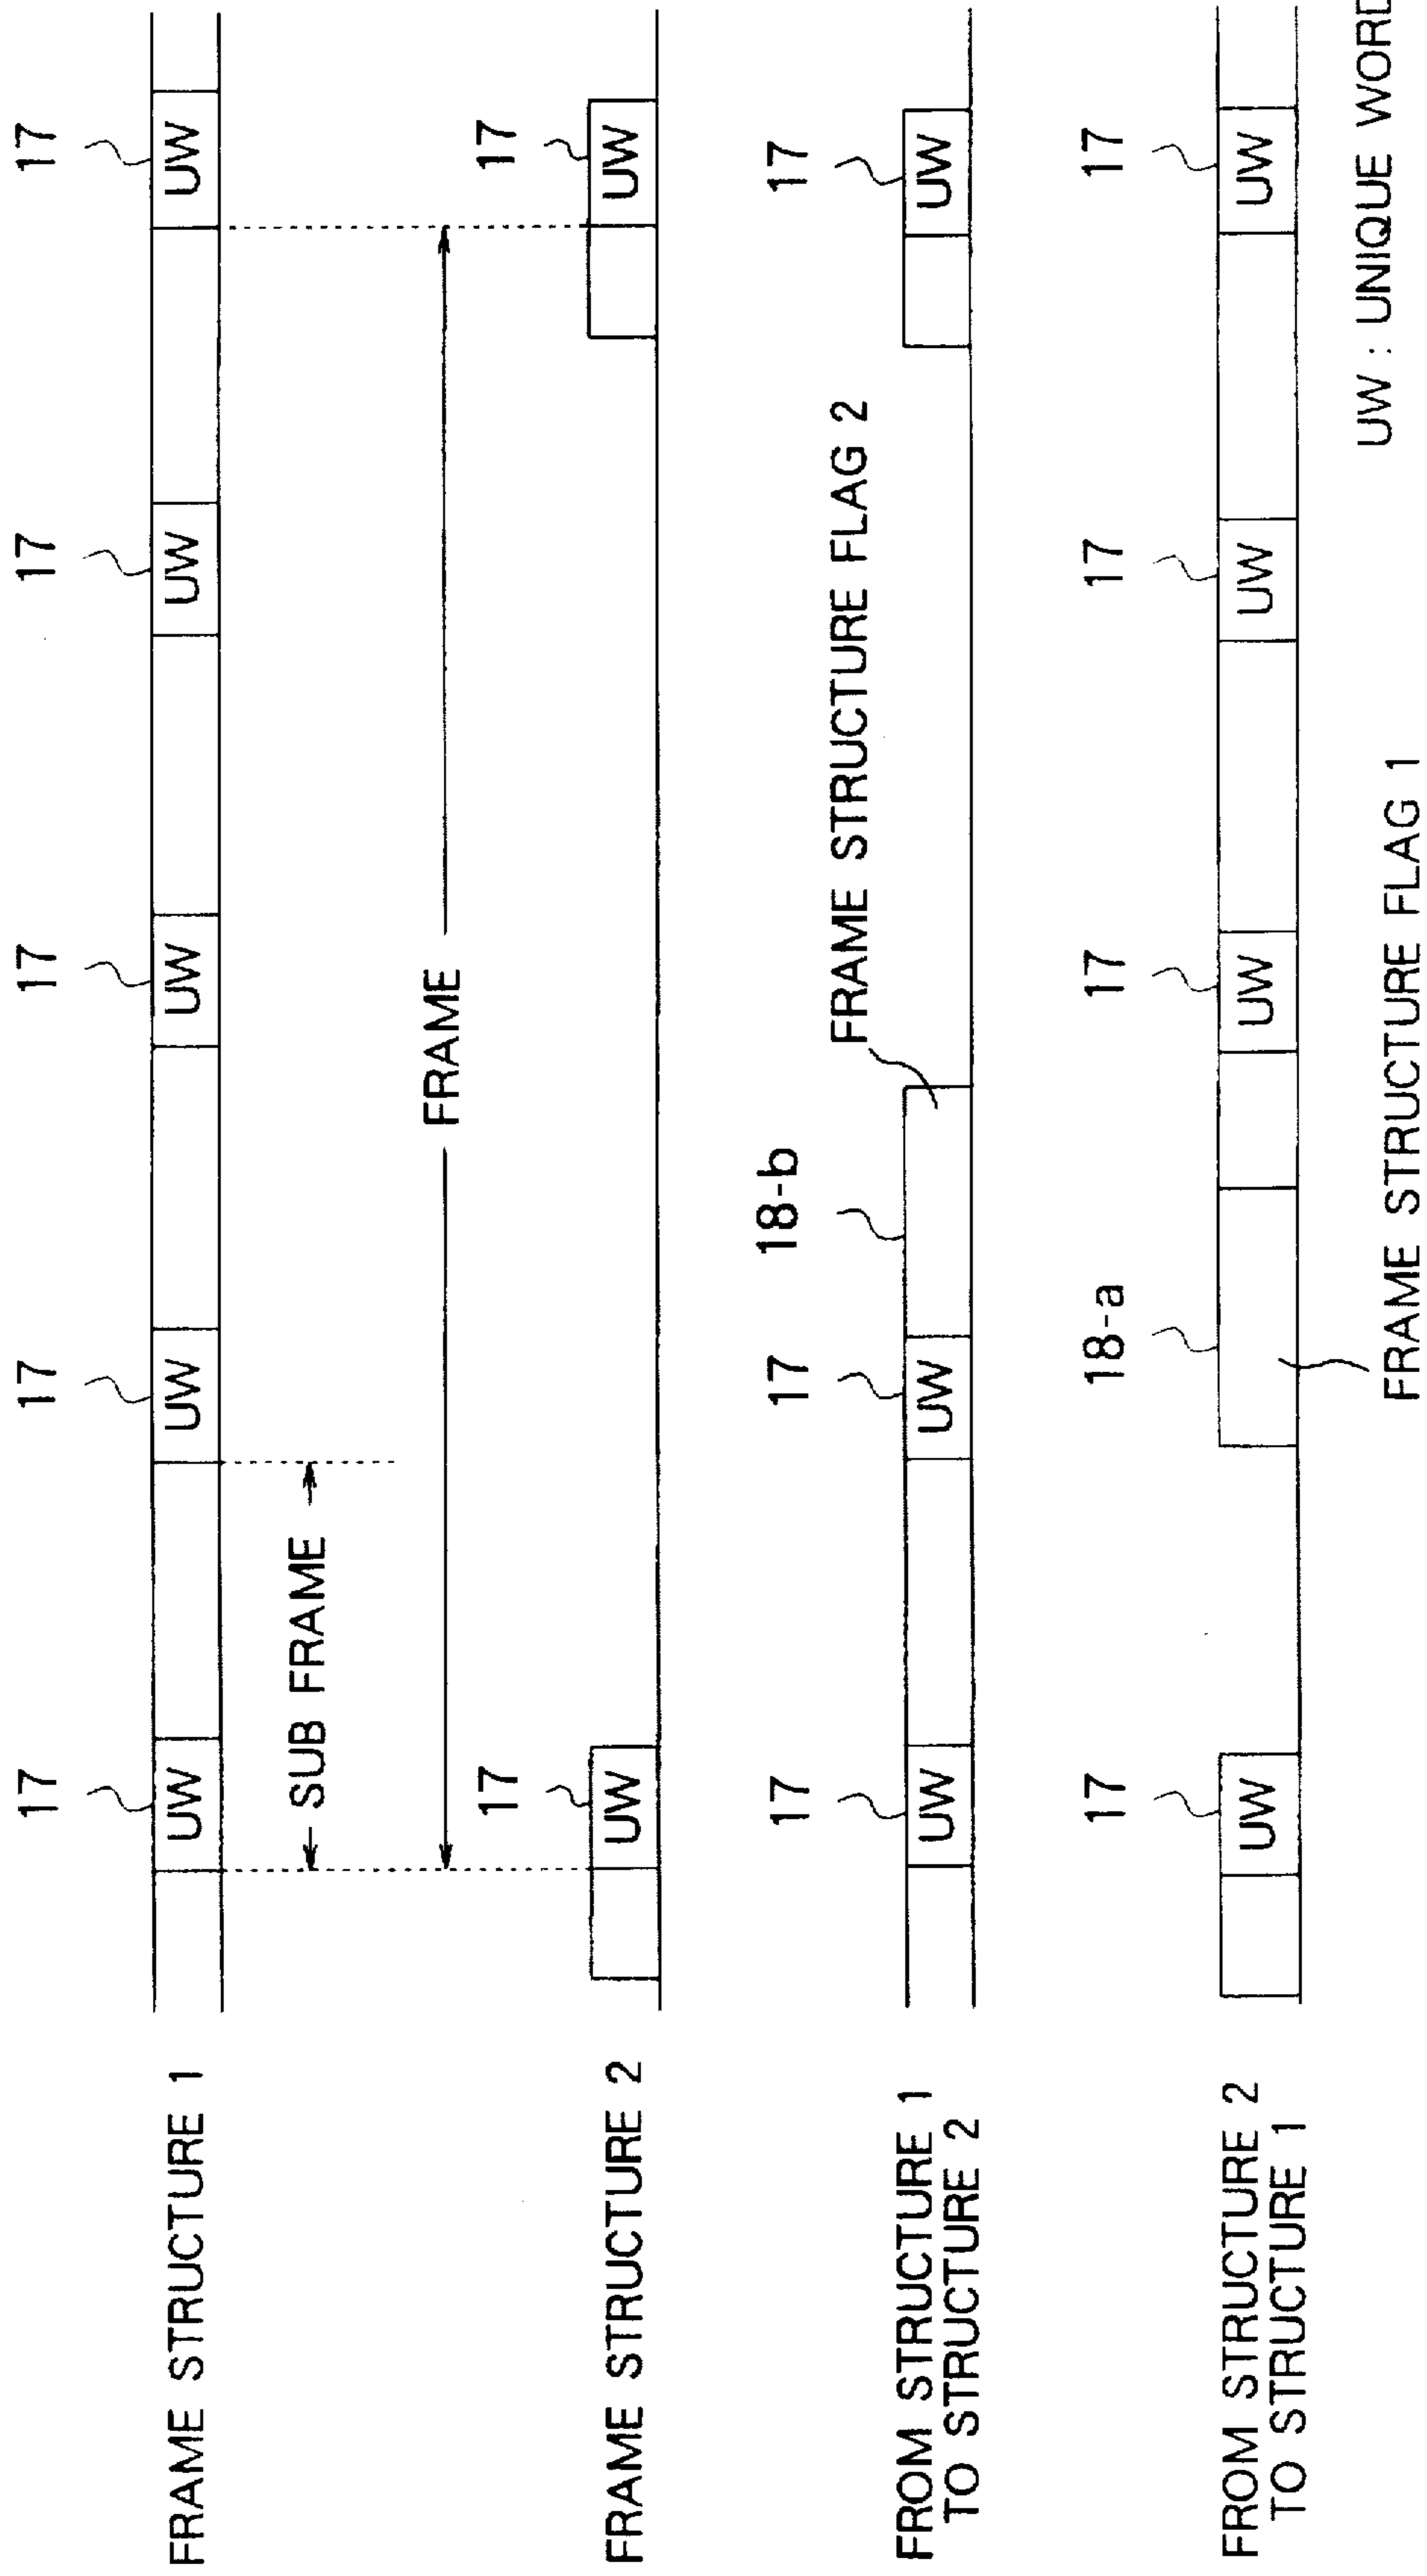 17 17 17 17 17
FRAME STRUCTURE 1
UW UW UW UW UW
SUB FRAME
FRAME
17 17
FRAME STRUCTURE 2
UW UW
FRAME STRUCTURE FLAG 2
17 17 18-b 17
FROM STRUCTURE 1
TO STRUCTURE 2
UW UW UW
17 18-a 17 17 17
FROM STRUCTURE 2
TO STRUCTURE 1
UW UW UW UW
FRAME STRUCTURE FLAG 1
UW : UNIQUE WORD